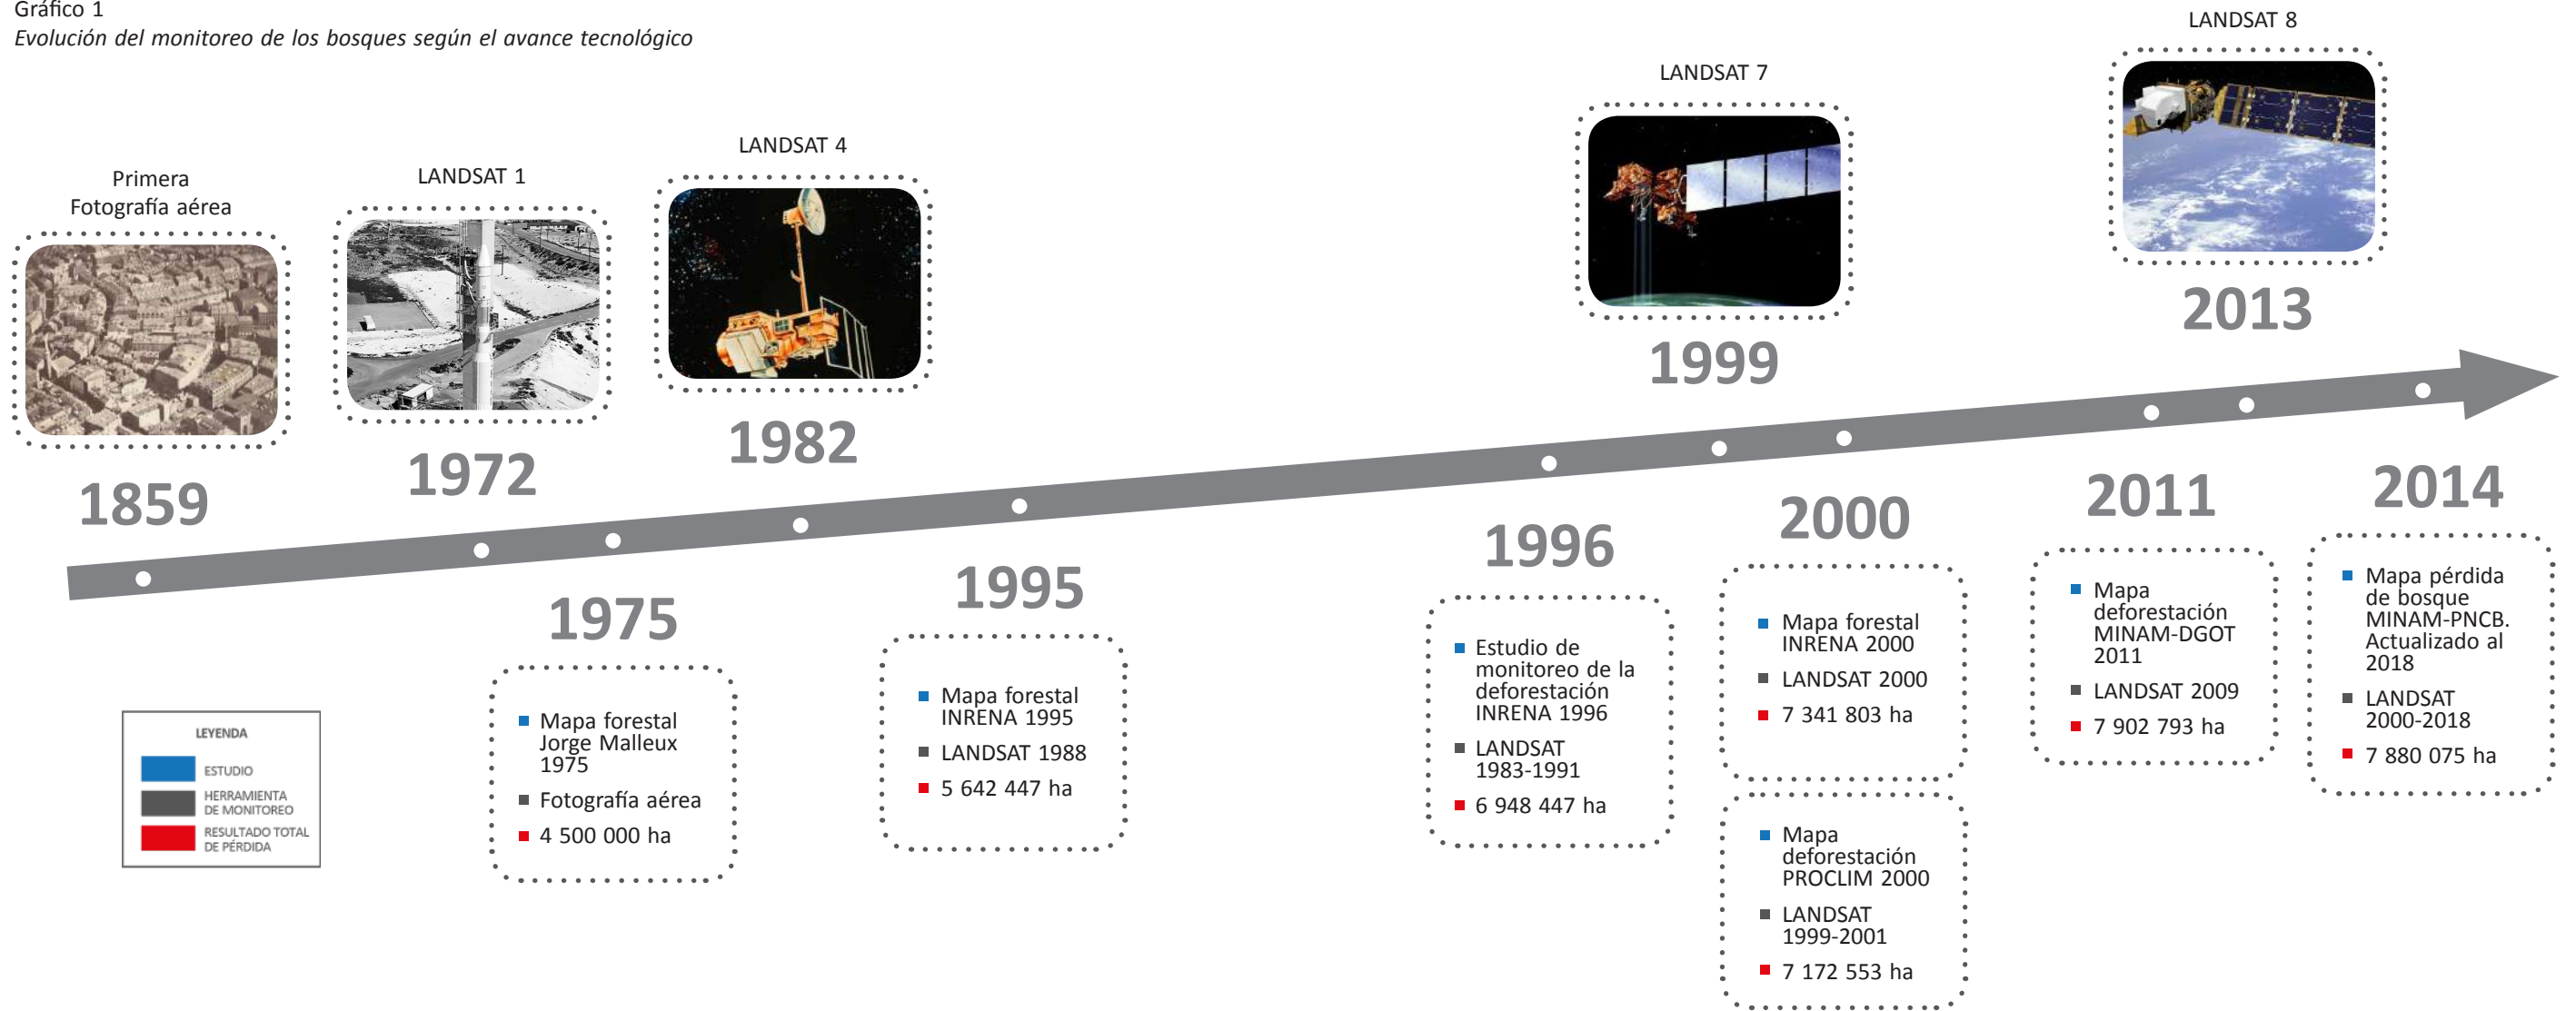 Gráfico 1
Evolución del monitoreo de los bosques según el avance tecnológico
Primera
Fotografía aérea
1859
LANDSAT 1
1972
LANDSAT 4
1982
LANDSAT 7
1999
LANDSAT 8
2013
1975
Mapa forestal
Jorge Malleux
1975
Fotografía aérea
4 500 000 ha
1995
Mapa forestal
INRENA 1995
LANDSAT 1988
5 642 447 ha
1996
Estudio de
monitoreo de la
deforestación
INRENA 1996
LANDSAT
1983-1991
6 948 447 ha
2000
Mapa forestal
INRENA 2000
LANDSAT 2000
7 341 803 ha
Mapa
deforestación
PROCLIM 2000
LANDSAT
1999-2001
7 172 553 ha
2011
Mapa
deforestación
MINAM-DGOT
2011
LANDSAT 2009
7 902 793 ha
2014
Mapa pérdida
de bosque
MINAM-PNCB.
Actualizado al
2018
LANDSAT
2000-2018
7 880 075 ha
LEYENDA
ESTUDIO
HERRAMIENTA
DE MONITOREO
RESULTADO TOTAL
DE PÉRDIDA